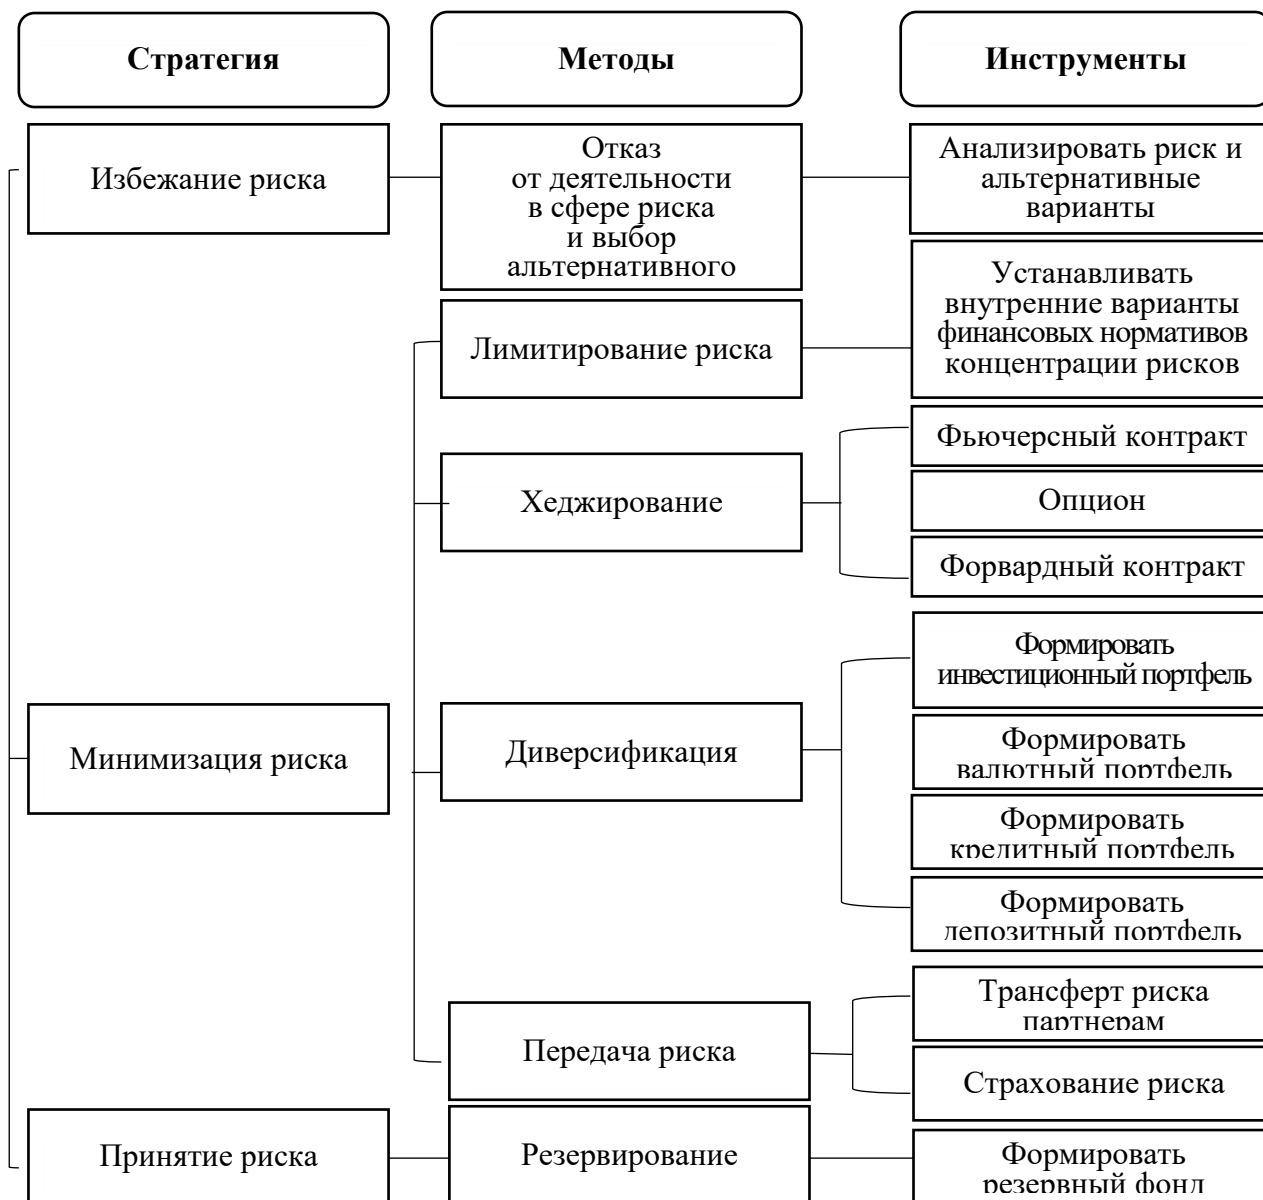 Стратегия
Методы
Инструменты
Избежание риска
Отказ
от деятельности
в сфере риска
и выбор
альтернативного
Анализировать риск и
альтернативные
варианты
Лимитирование риска
Устанавливать
внутренние варианты
финансовых нормативов
концентрации рисков
Хеджирование
Фьючерсный контракт
Опцион
Форвардный контракт
Минимизация риска
Диверсификация
Формировать
инвестиционный портфель
Формировать
валютный портфель
Формировать
кредитный портфель
Формировать
депозитный портфель
Передача риска
Трансферт риска
партнерам
Страхование риска
Принятие риска
Резервирование
Формировать
резервный фонд